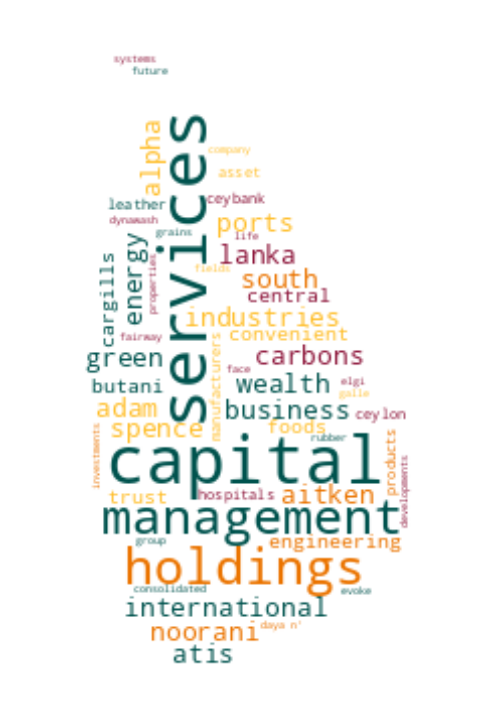 systems
future
services
alpha
company
asset
leather
ceybank
dynawash
ports
grains
life
energy
lanka
cargills
properties
fields
south
central
industries
fairway
manufacturers
convenient
green
carbons
face
butani
wealth
elgi
galle
adam
business
ceylon
spence
foods
rubber
investments
capital
products
developments
trust
hospitals
aitken
management
group
engineering
holdings
consolidated
evoke
international
noorani
daya n'
atis